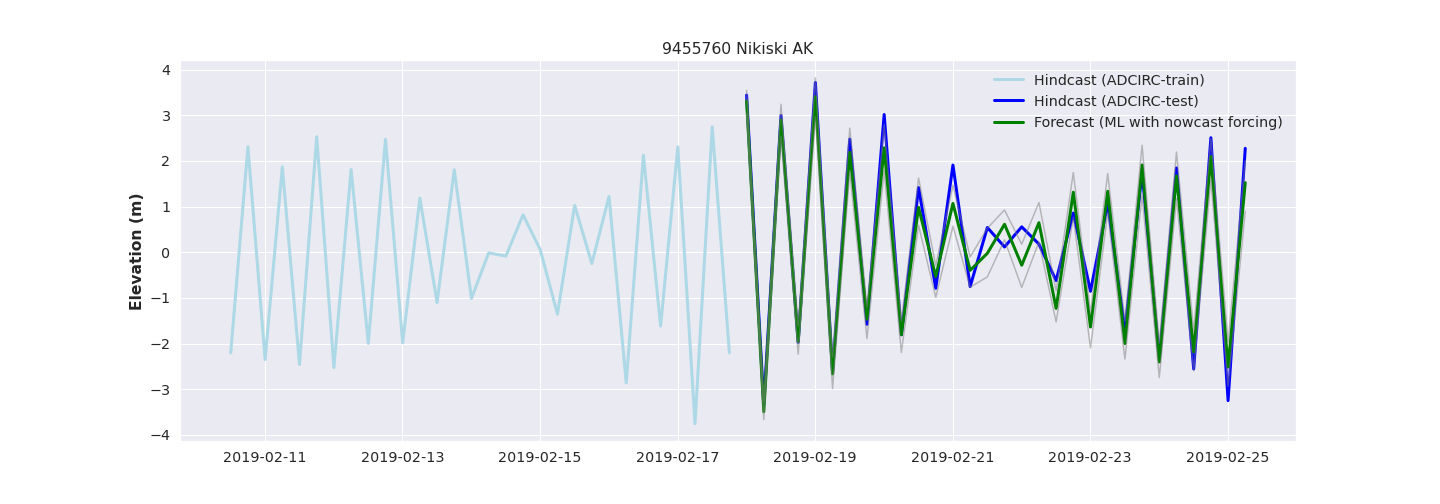 9455760 Nikiski AK
Hindcast (ADCIRC-train)
Hindcast (ADCIRC-test)
Forecast (ML with nowcast forcing)
Elevation (m)
4
3
2
1
0
−1
−2
−3
−4
2019-02-11 2019-02-13 2019-02-15 2019-02-17 2019-02-19 2019-02-21 2019-02-23 2019-02-25